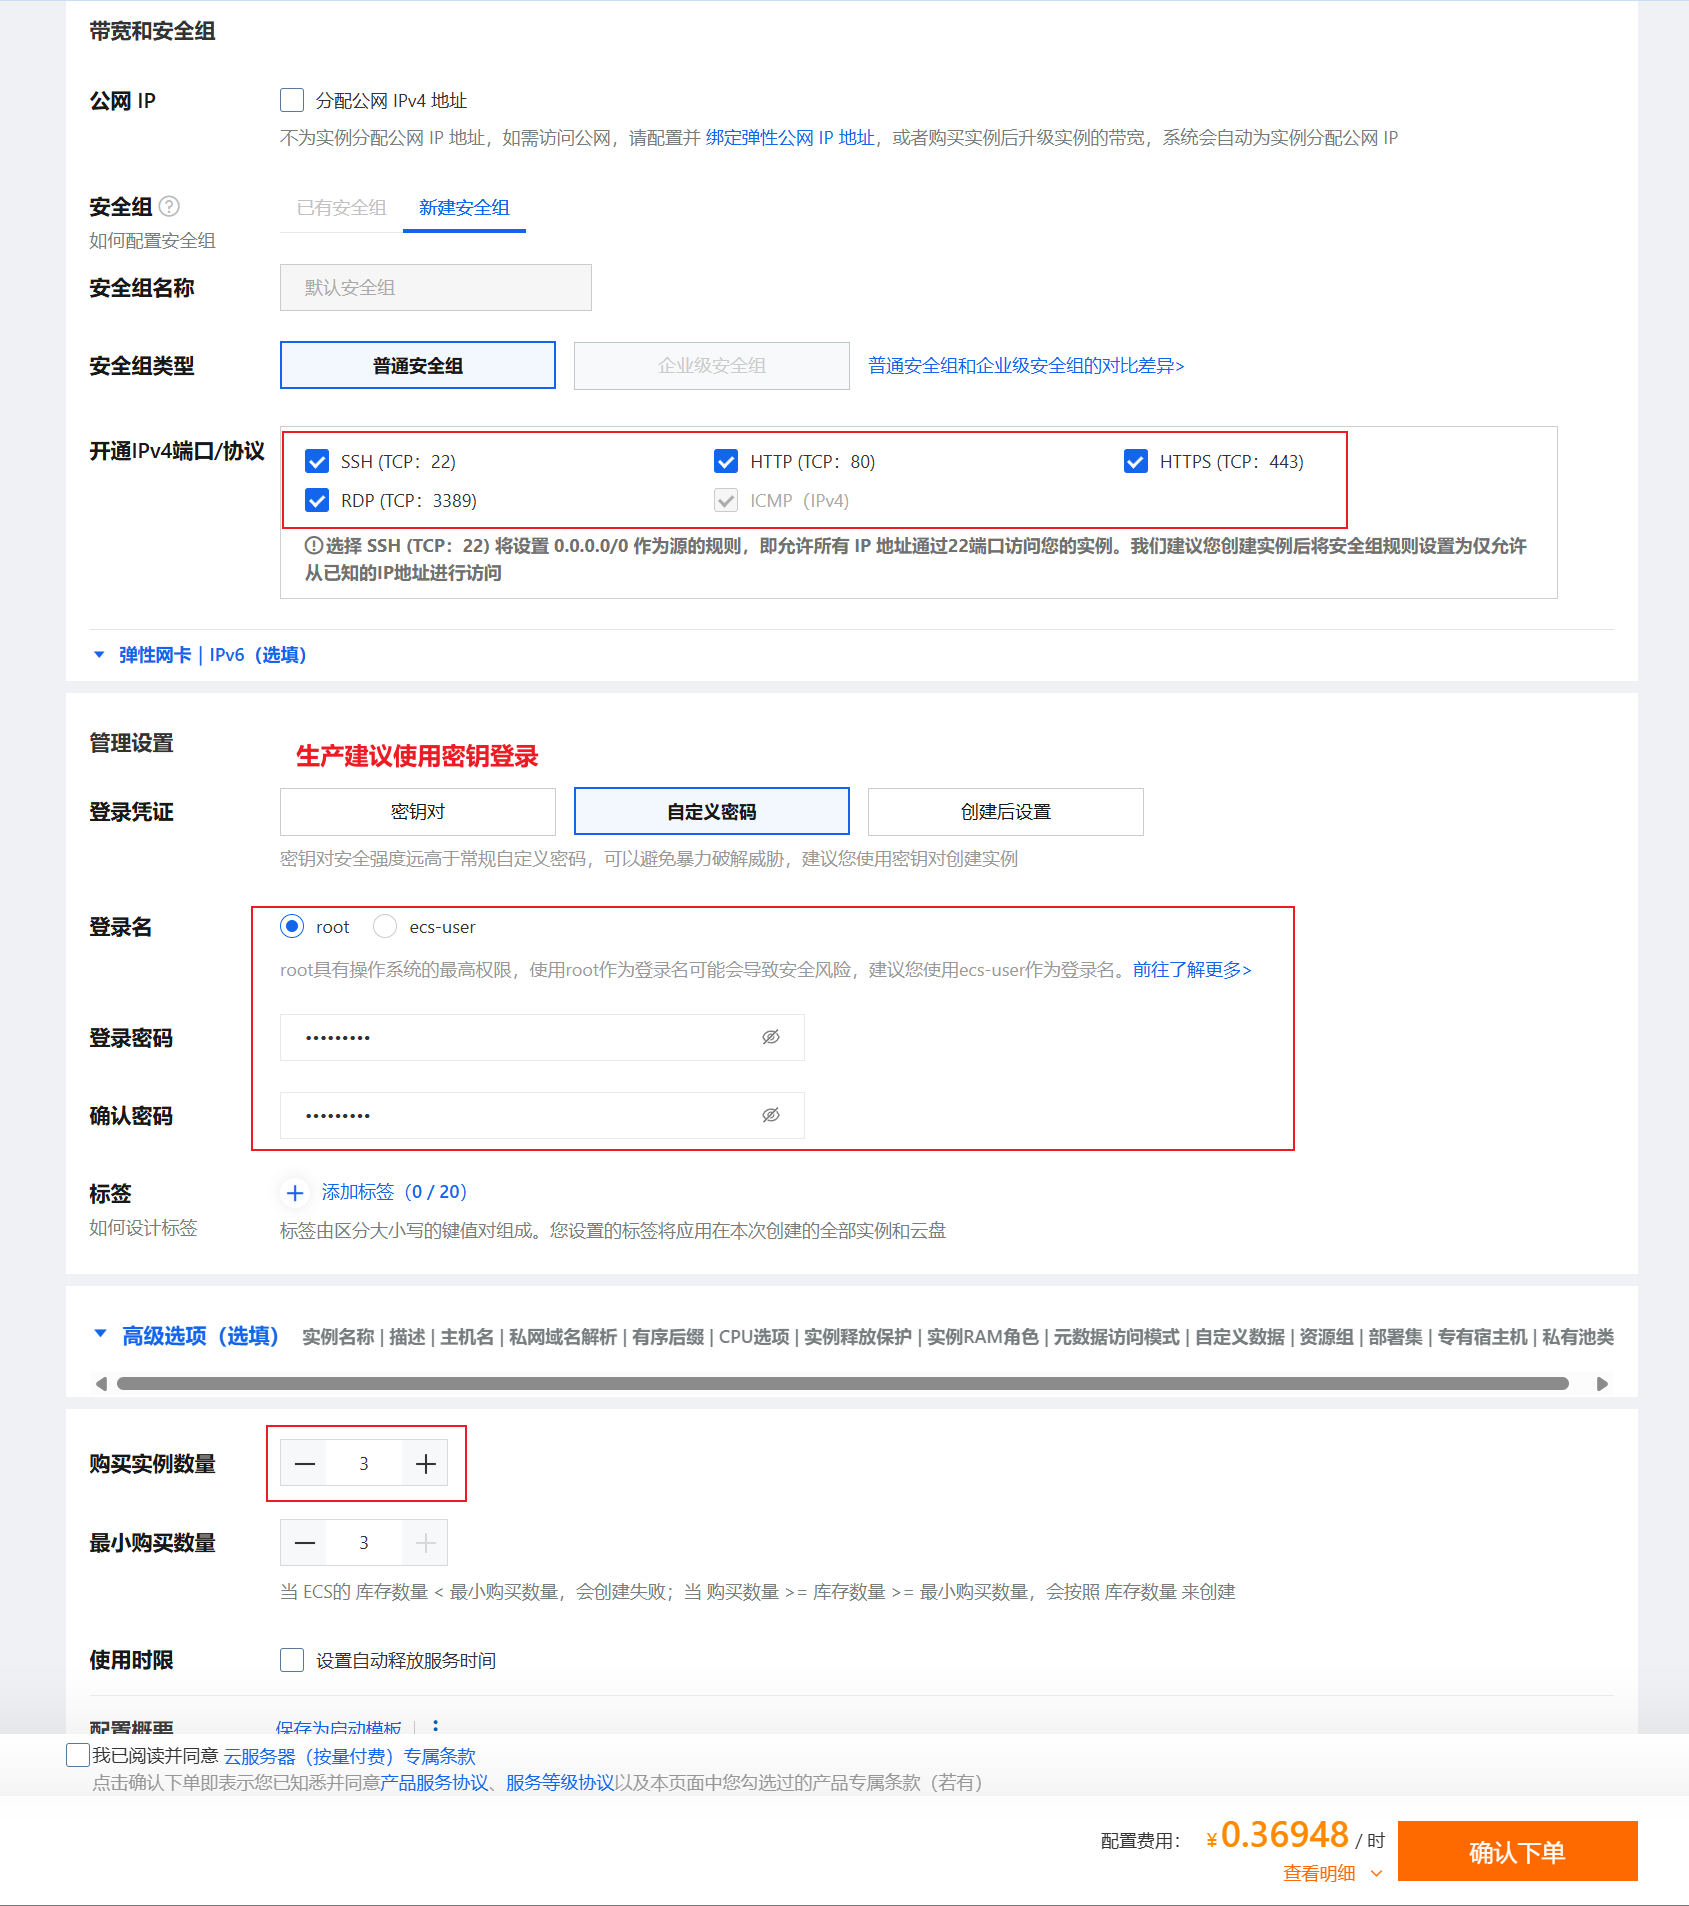 带宽和安全组
公网 IP
分配公网 IPv4 地址
不为实例分配公网 IP 地址，如需访问公网，请配置并 绑定弹性公网 IP 地址，或者购买实例后升级实例的带宽，系统会自动为实例分配公网 IP
安全组
已有安全组
新建安全组
如何配置安全组
安全组名称
默认安全组
安全组类型
普通安全组
企业级安全组
普通安全组和企业级安全组的对比差异>
开通IPv4端口/协议
SSH (TCP：22)
HTTP (TCP：80)
HTTPS (TCP：443)
RDP (TCP：3389)
ICMP（IPv4)
选择 SSH (TCP：22) 将设置 0.0.0.0/0 作为源的规则，即允许所有 IP 地址通过22端口访问您的实例。我们建议您创建实例后将安全组规则设置为仅允许
从已知的IP地址进行访问
弹性网卡 | IPv6（选填）
管理设置
生产建议使用密钥登录
登录凭证
密钥对
自定义密码
创建后设置
密钥对安全强度远高于常规自定义密码，可以避免暴力破解威胁，建议您使用密钥对创建实例
登录名
root
ecs-user
root具有操作系统的最高权限，使用root作为登录名可能会导致安全风险，建议您使用ecs-user作为登录名。前往了解更多>
登录密码
•••••••••
确认密码
•••••••••
标签
添加标签（0 / 20）
如何设计标签
标签由区分大小写的键值对组成。您设置的标签将应用在本次创建的全部实例和云盘
高级选项（选填） 实例名称 | 描述 | 主机名 | 私网域名解析 | 有序后缀 | CPU选项 | 实例释放保护 | 实例RAM角色 | 元数据访问模式 | 自定义数据 | 资源组 | 部署集 | 专有宿主机 | 私有池类
购买实例数量
3
最小购买数量
3
当 ECS的 库存数量 < 最小购买数量，会创建失败；当 购买数量 >= 库存数量 >= 最小购买数量，会按照 库存数量 来创建
使用时限
设置自动释放服务时间
配置概要
保存为启动模板
我已阅读并同意 云服务器（按量付费）专属条款
点击确认下单即表示您已知悉并同意产品服务协议、服务等级协议以及本页面中您勾选过的产品专属条款（若有）
配置费用： ¥0.36948 / 时
确认下单
查看明细